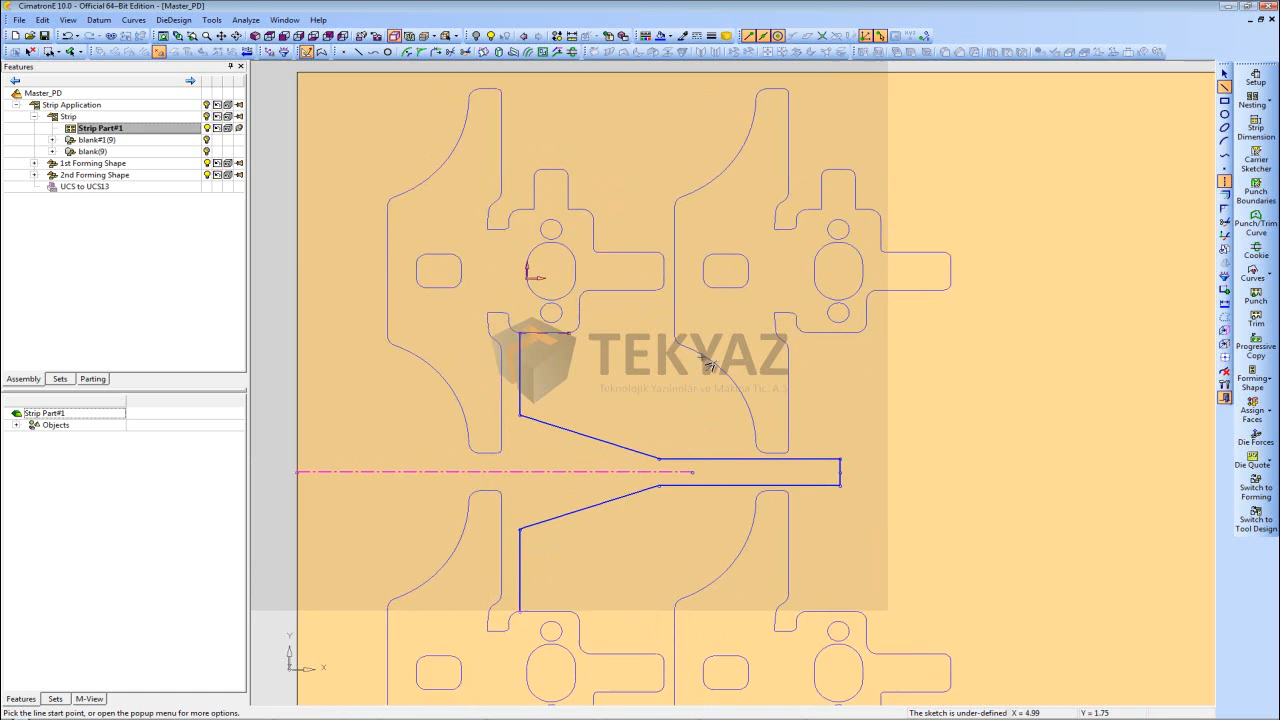 CimatronE 10.0 - Official 64-Bit Edition - [Master_PD]
File Edit View Datum Curves DieDesign Tools Analyze Window Help
Features
Master_PD
Strip Application
Strip
Strip Part#1
blank#1(9)
blank(9)
1st Forming Shape
2nd Forming Shape
UCS to UCS13
Assembly Sets Parting
Strip Part#1
Objects
Features Sets M-View
TEKYAZ
Teknolojik Yazılımlar ve Makina Tic. A.Ş.
Y
X
Setup
Nesting
Strip
Dimension
Carrier
Sketcher
Punch
Boundaries
Punch/Trim
Curve
Cookie
Curves
Punch
Trim
Progressive
Copy
Forming
Shape
Assign
Faces
Die Forces
Die Quote
Switch to
Forming
Switch to
Tool Design
Pick the line start point, or open the popup menu for more options. The sketch is under-defined X = 4.99 Y = 1.75